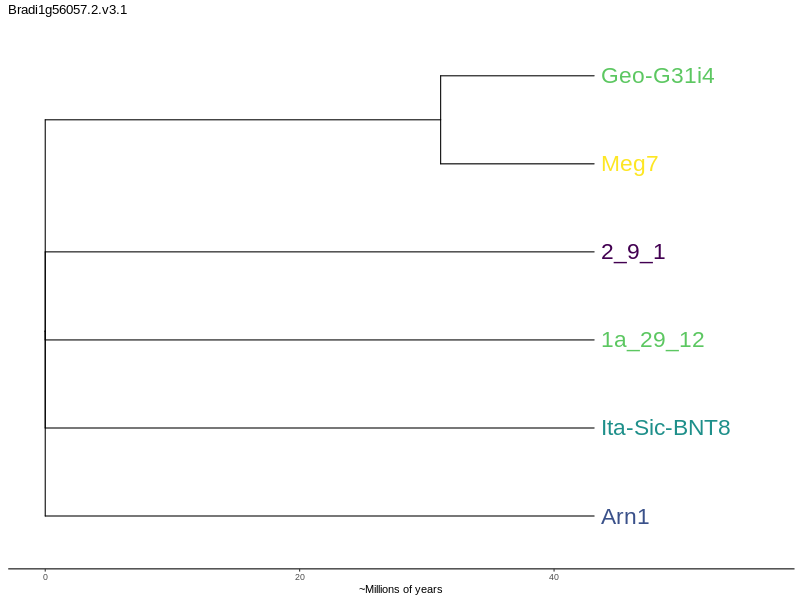 Bradi1g56057.2.v3.1
Geo-G31i4
Meg7
2_9_1
1a_29_12
Ita-Sic-BNT8
Arn1
0 20 40
~Millions of years